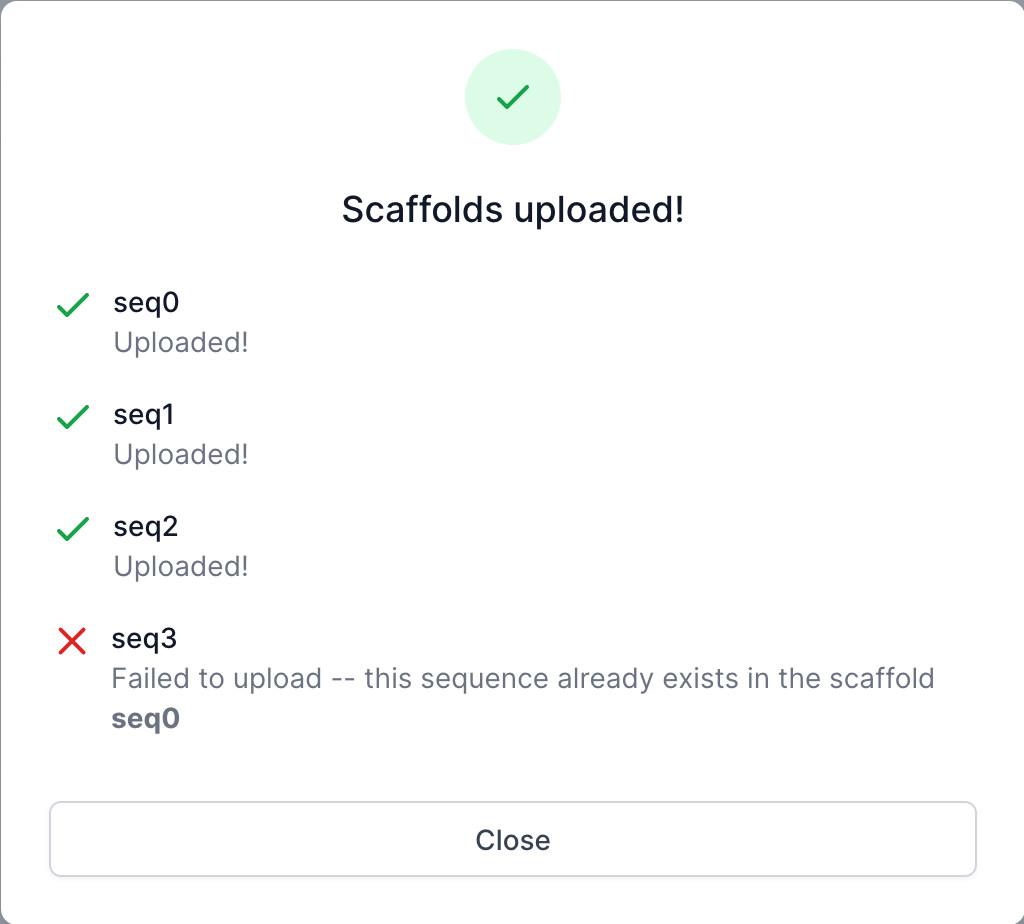 Scaffolds uploaded!
seq0
Uploaded!
seq1
Uploaded!
seq2
Uploaded!
seq3
Failed to upload -- this sequence already exists in the scaffold
seq0
Close